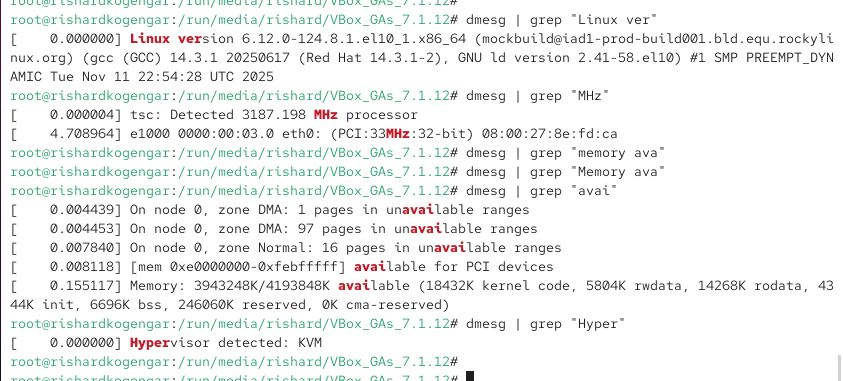 root@rishardkogengar:/run/media/rishard/VBox_GAs_7.1.12#
root@rishardkogengar:/run/media/rishard/VBox_GAs_7.1.12# dmesg | grep "Linux ver"
[    0.000000] Linux version 6.12.0-124.8.1.el10_1.x86_64 (mockbuild@iad1-prod-build001.bld.equ.rockyli
nux.org) (gcc (GCC) 14.3.1 20250617 (Red Hat 14.3.1-2), GNU ld version 2.41-58.el10) #1 SMP PREEMPT_DYN
AMIC Tue Nov 11 22:54:28 UTC 2025
root@rishardkogengar:/run/media/rishard/VBox_GAs_7.1.12# dmesg | grep "MHz"
[    0.000004] tsc: Detected 3187.198 MHz processor
[    4.708964] e1000 0000:00:03.0 eth0: (PCI:33MHz:32-bit) 08:00:27:8e:fd:ca
root@rishardkogengar:/run/media/rishard/VBox_GAs_7.1.12# dmesg | grep "memory ava"
root@rishardkogengar:/run/media/rishard/VBox_GAs_7.1.12# dmesg | grep "Memory ava"
root@rishardkogengar:/run/media/rishard/VBox_GAs_7.1.12# dmesg | grep "avai"
[    0.004439] On node 0, zone DMA: 1 pages in unavailable ranges
[    0.004453] On node 0, zone DMA: 97 pages in unavailable ranges
[    0.007840] On node 0, zone Normal: 16 pages in unavailable ranges
[    0.008118] [mem 0xe0000000-0xfebfffff] available for PCI devices
[    0.155117] Memory: 3943248K/4193848K available (18432K kernel code, 5804K rwdata, 14268K rodata, 43
44K init, 6696K bss, 246060K reserved, 0K cma-reserved)
root@rishardkogengar:/run/media/rishard/VBox_GAs_7.1.12# dmesg | grep "Hyper"
[    0.000000] Hypervisor detected: KVM
root@rishardkogengar:/run/media/rishard/VBox_GAs_7.1.12#
root@rishardkogengar:/run/media/rishard/VBox_GAs_7.1.12#